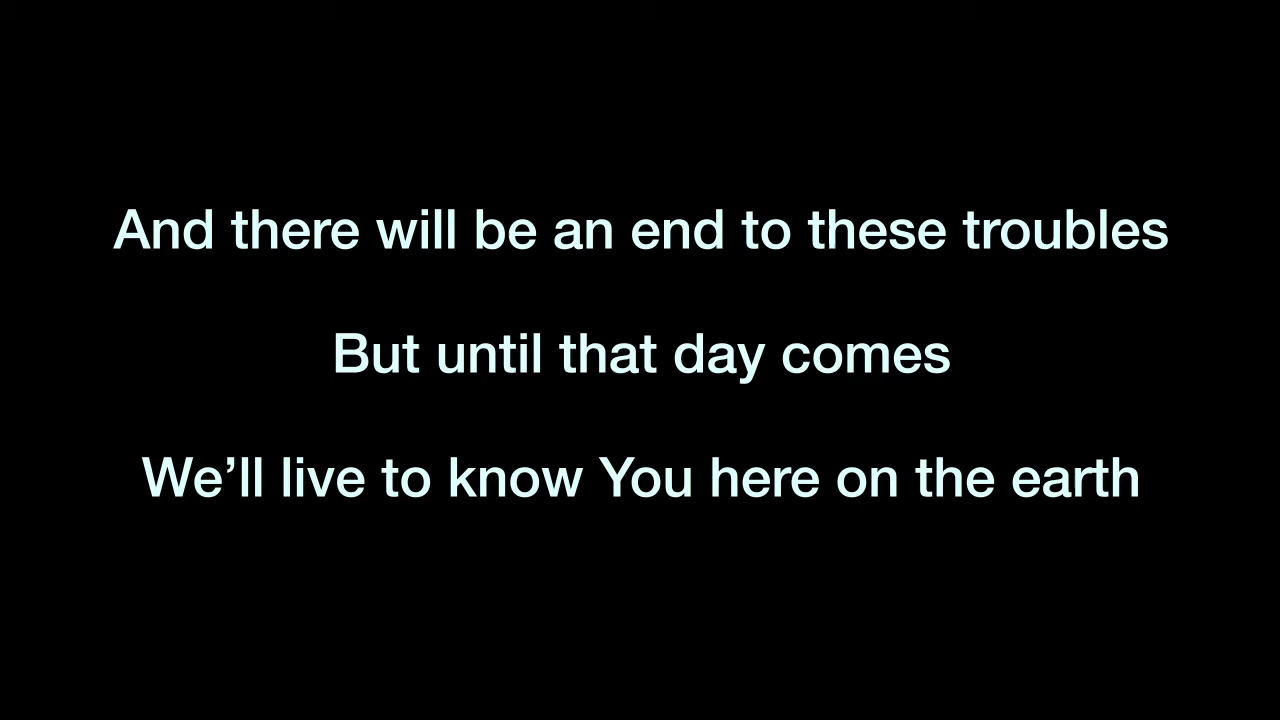 And there will be an end to these troubles
But until that day comes
We’ll live to know You here on the earth